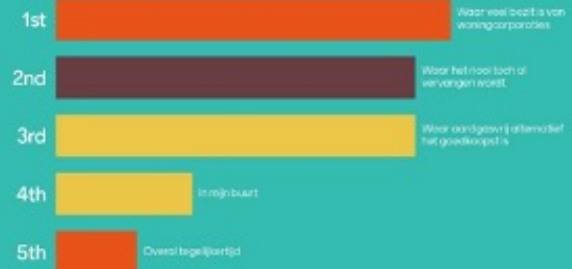 1st
Waar veel bezit is van
woningcorporaties
2nd
Waar het riool toch al
vervangen wordt
3rd
Waar aardgasvrij alternatief
het goedkoopst is
4th
In mijn buurt
5th
Overal tegelijkertijd